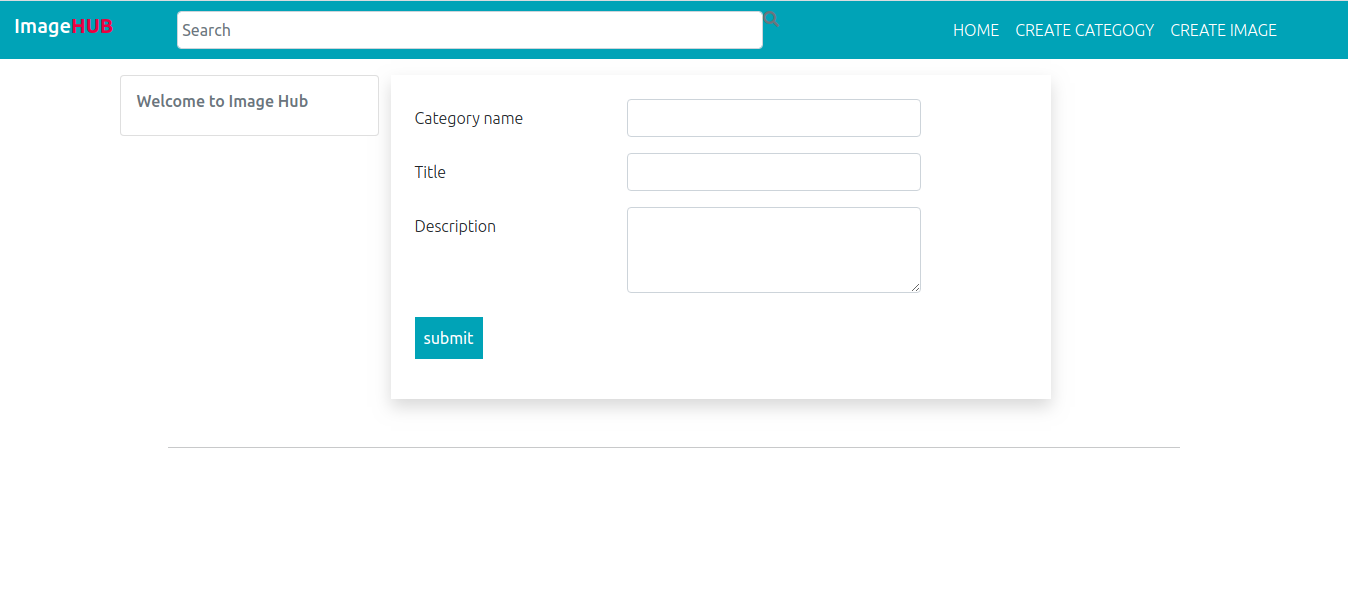 ImageHUB
Search
HOME CREATE CATEGOGY CREATE IMAGE
Welcome to Image Hub
Category name
Title
Description
submit